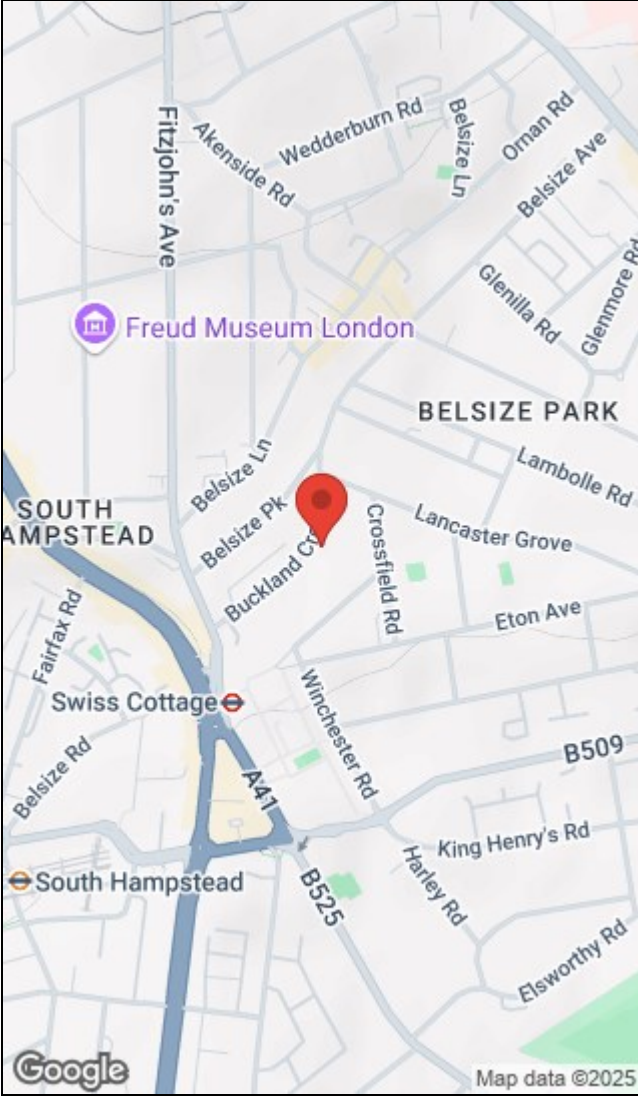 Wedderburn Rd
Belsize Ln
Ornan Rd
Akenside Rd
Fitzjohn's Ave
Belsize Ave
Glenilla Rd
Glenmore Rd
Freud Museum London
BELSIZE PARK
Belsize Ln
Lambolle Rd
SOUTH
AMPSTEAD
Belsize Pk
Buckland Cre
Crossfield Rd
Lancaster Grove
Fairfax Rd
Eton Ave
Swiss Cottage
Winchester Rd
Belsize Rd
A41
B509
King Henry's Rd
South Hampstead
B525
Harley Rd
Elsworthy Rd
Google
Map data ©2025